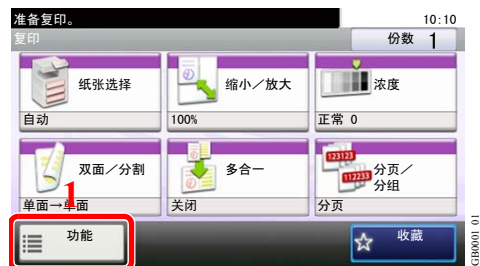 准备复印。
10:10
复印
份数 1
纸张选择
自动
缩小／放大
100%
浓度
正常 0
双面／分割
单面→单面
多合一
关闭
123123
112233
分页／
分组
分页
1
功能
收藏
GB0001 01